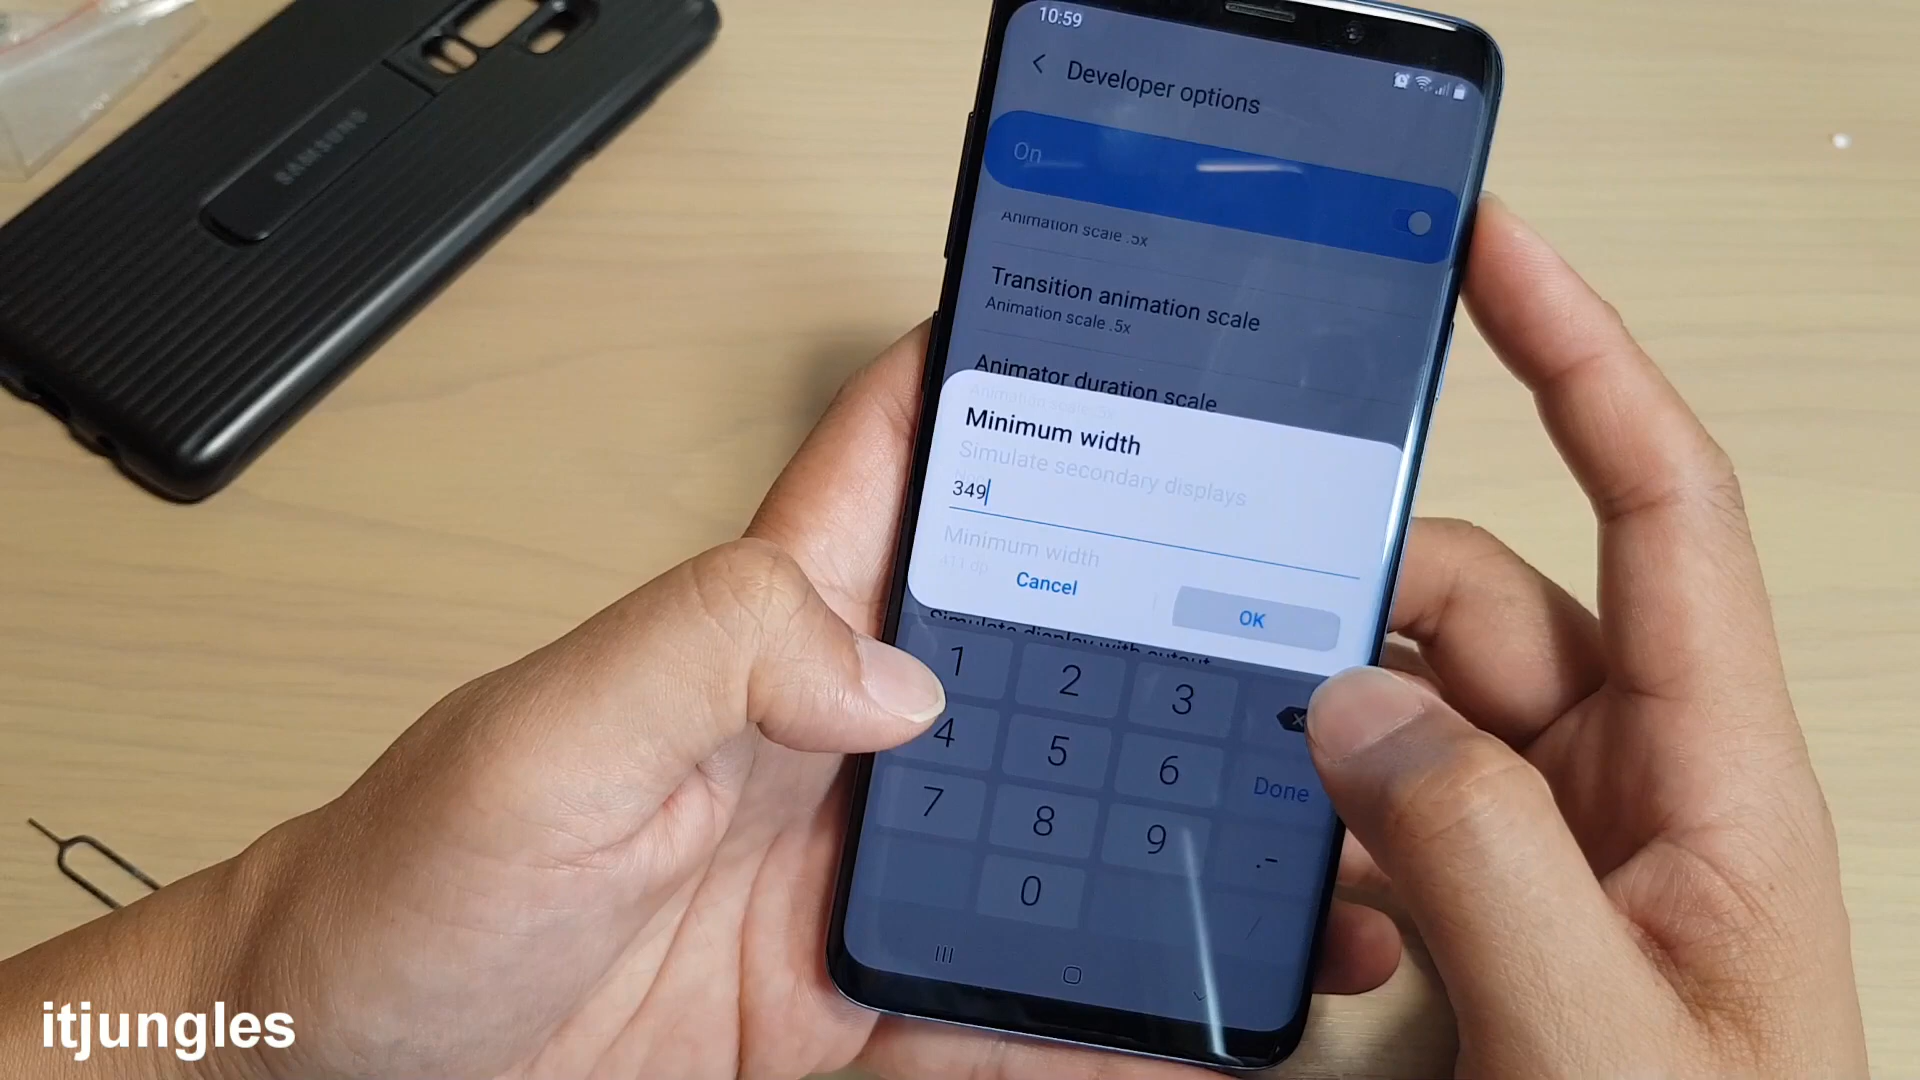 SAMSUNG
10:59
Developer options
On
Animation scale .5x
Transition animation scale
Animation scale .5x
Animator duration scale
Animation scale .5x
Minimum width
Simulate secondary displays
349
Minimum width
411 dp
Cancel
OK
Simulate display with cutout
1
2
3
4
5
6
Done
7
8
9
.-
0
itjungles